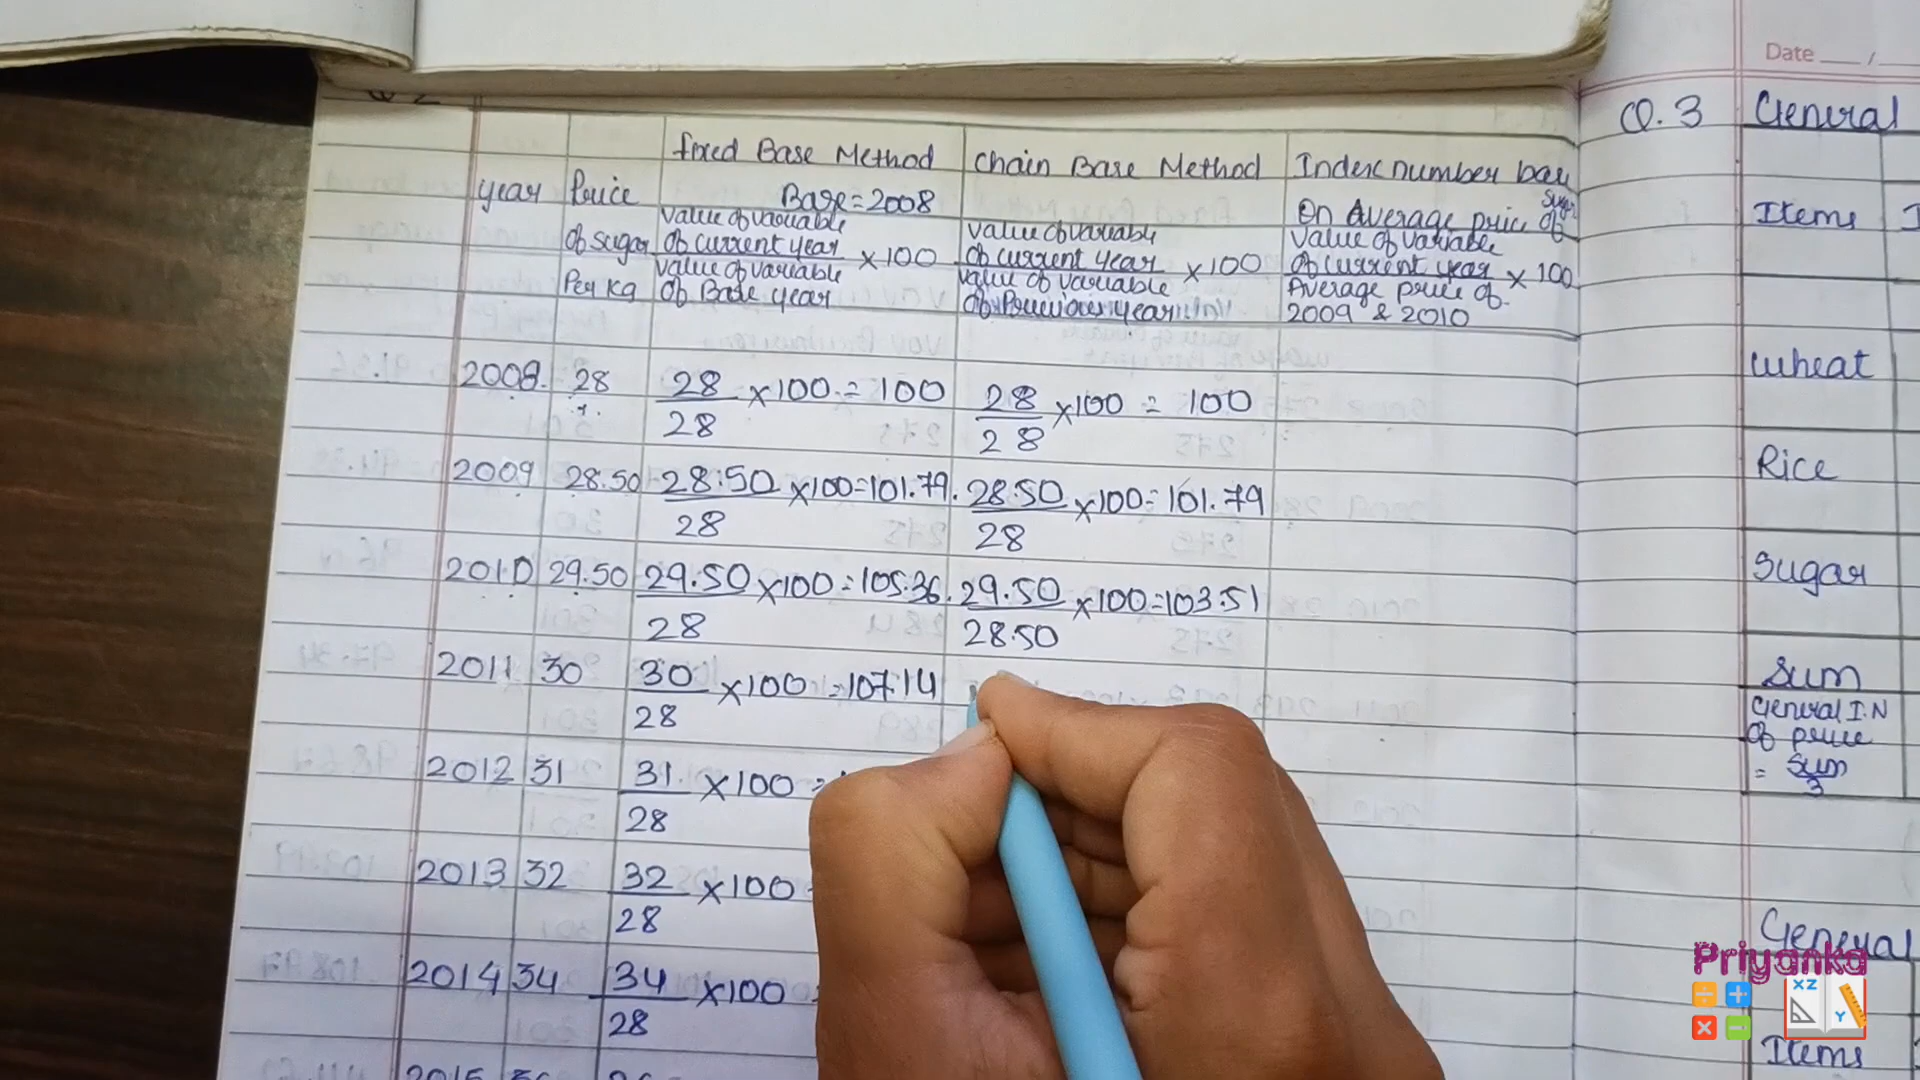 fixed Base Method
Chain Base Method
Index number bas
year
Price
Base = 2008
On Average price of
Sugar
of sugar
Per Kg
Value of variable
of current year
× 100
Value of variable
of Base year
Value of variable
of current year
× 100
Value of variable
of Previous year
Value of variable
of current year
× 100
Average price of
2009 & 2010
2008. 28 28 × 100 = 100 28 × 100 = 100
28 28
2009 28.50 28.50 × 100 = 101.79. 28.50 × 100 = 101.79
28 28
2010 29.50 29.50 × 100 = 105.36. 29.50 × 100 = 103.51
28 28.50
2011 30 30 × 100 = 107.14
28
2012 31 31 × 100 =
28
2013 32 32 × 100
28
2014 34 34 × 100
28
2015
Date
Q. 3 General
Items
Wheat
Rice
Sugar
Sum
General I.N
of price
= Sum
3
General
Items
Priyanka
XZ
Y